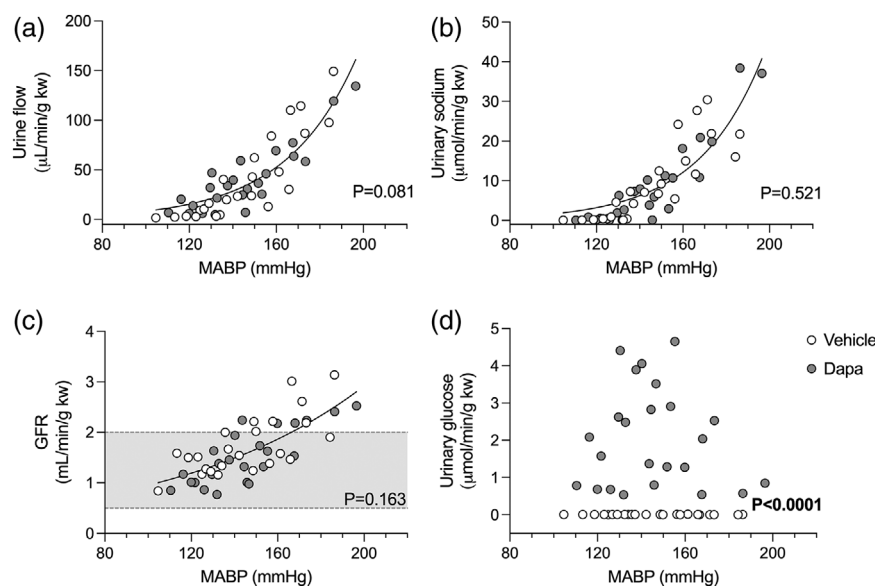 (a)
Urine flow
(µL/min/g kw)
200
150
100
50
0
80
120
160
200
MABP (mmHg)
P=0.081
(b)
Urinary sodium
(µmol/min/g kw)
50
40
30
20
10
0
80
120
160
200
MABP (mmHg)
P=0.521
(c)
GFR
(mL/min/g kw)
4
3
2
1
0
80
120
160
200
MABP (mmHg)
P=0.163
(d)
Urinary glucose
(µmol/min/g kw)
5
4
3
2
1
0
80
120
160
200
MABP (mmHg)
P<0.0001
Vehicle
Dapa